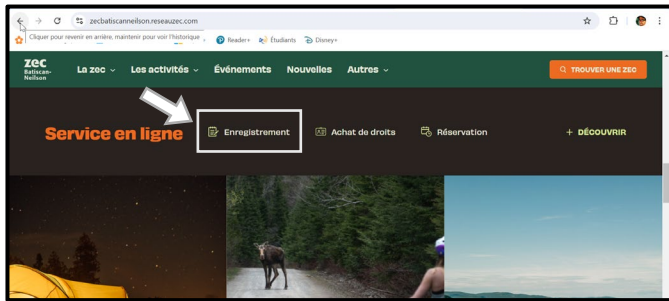 zecbatiscanneilson.reseauzec.com
Cliquer pour revenir en arrière, maintenir pour voir l'historique
Reader+
Étudiants
Disney+
zec
Batiscan-
Neilson
La zec
Les activités
Événements
Nouvelles
Autres
TROUVER UNE ZEC
Service en ligne
Enregistrement
Achat de droits
Réservation
+ DÉCOUVRIR